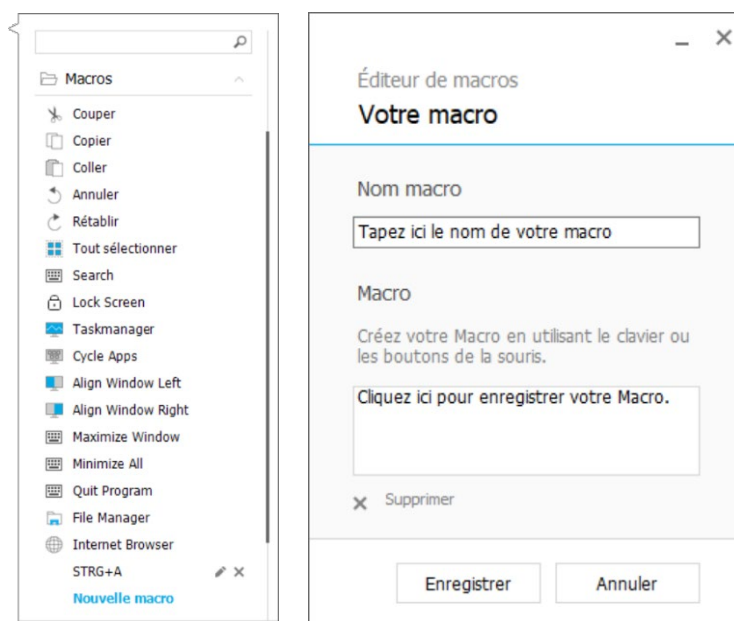 Macros
Couper
Copier
Coller
Annuler
Rétablir
Tout sélectionner
Search
Lock Screen
Taskmanager
Cycle Apps
Align Window Left
Align Window Right
Maximize Window
Minimize All
Quit Program
File Manager
Internet Browser
STRG+A
Nouvelle macro
Éditeur de macros
Votre macro
Nom macro
Tapez ici le nom de votre macro
Macro
Créez votre Macro en utilisant le clavier ou
les boutons de la souris.
Cliquez ici pour enregistrer votre Macro.
Supprimer
Enregistrer
Annuler